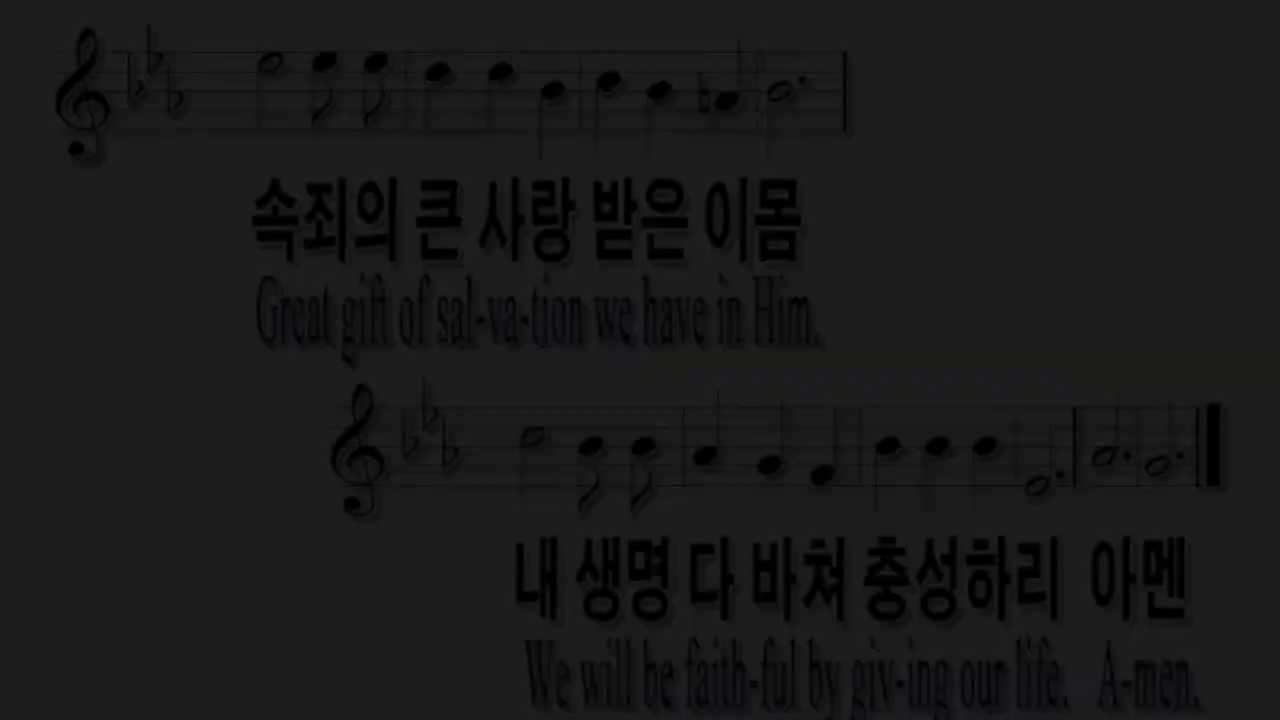 속죄의 큰 사랑 받은 이몸
Great gift of sal-va-tion we have in Him.
내 생명 다 바쳐 충성하리 아멘
We will be faith-ful by giv-ing our life. A-men.